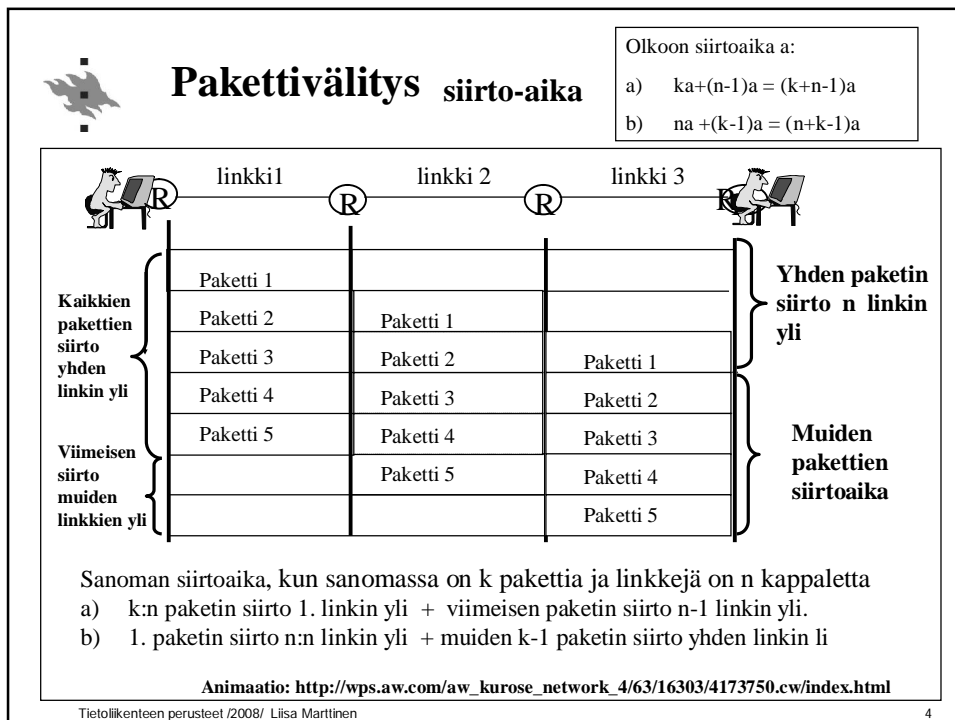 Pakettivälitys siirto-aika
Olkoon siirtoaika a:
a) ka+(n-1)a = (k+n-1)a
b) na +(k-1)a = (n+k-1)a
linkki1
linkki 2
linkki 3
R
R
R
R
Kaikkien
pakettien
siirto
yhden
linkin yli
Viimeisen
siirto
muiden
linkkien yli
Paketti 1
Paketti 2
Paketti 3
Paketti 4
Paketti 5
Paketti 1
Paketti 2
Paketti 3
Paketti 4
Paketti 5
Paketti 1
Paketti 2
Paketti 3
Paketti 4
Paketti 5
Yhden paketin
siirto n linkin
yli
Muiden
pakettien
siirtoaika
Sanoman siirtoaika, kun sanomassa on k pakettia ja linkkejä on n kappaletta
a) k:n paketin siirto 1. linkin yli + viimeisen paketin siirto n-1 linkin yli.
b) 1. paketin siirto n:n linkin yli + muiden k-1 paketin siirto yhden linkin li
Animaatio: http://wps.aw.com/aw_kurose_network_4/63/16303/4173750.cw/index.html
Tietoliikenteen perusteet /2008/ Liisa Marttinen
4